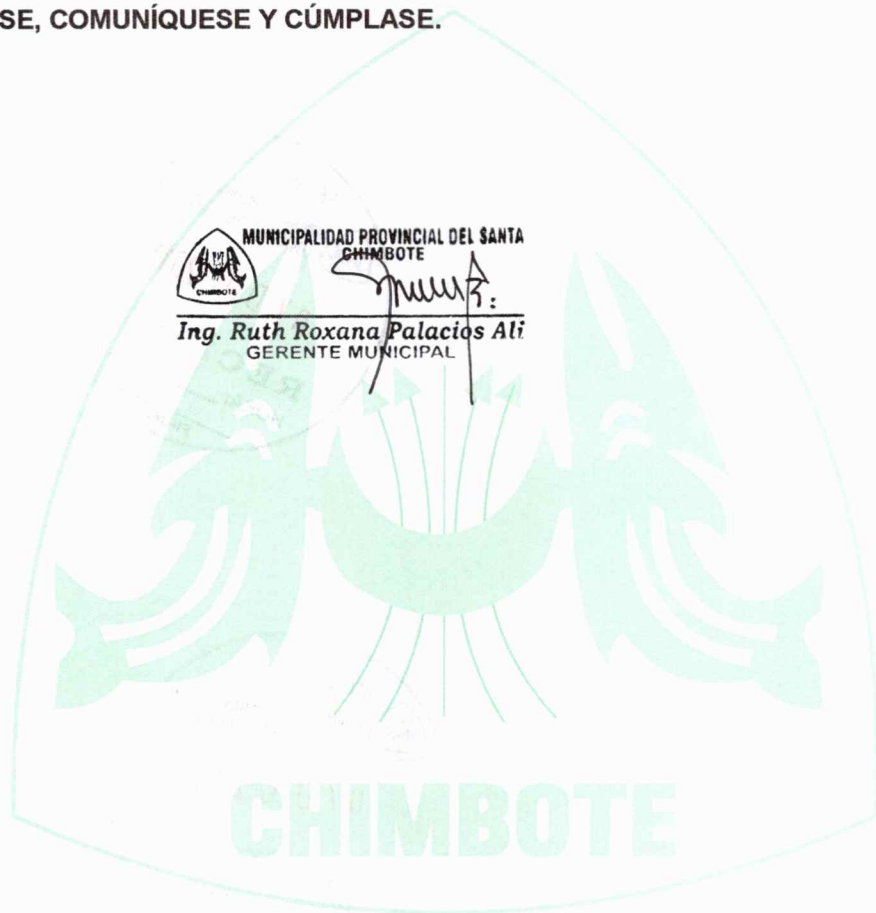 SE, COMUNÍQUESE Y CÚMPLASE.
MUNICIPALIDAD PROVINCIAL DEL SANTA
CHIMBOTE
CHIMBOTE
Ing. Ruth Roxana Palacios Ali
GERENTE MUNICIPAL
CHIMBOTE